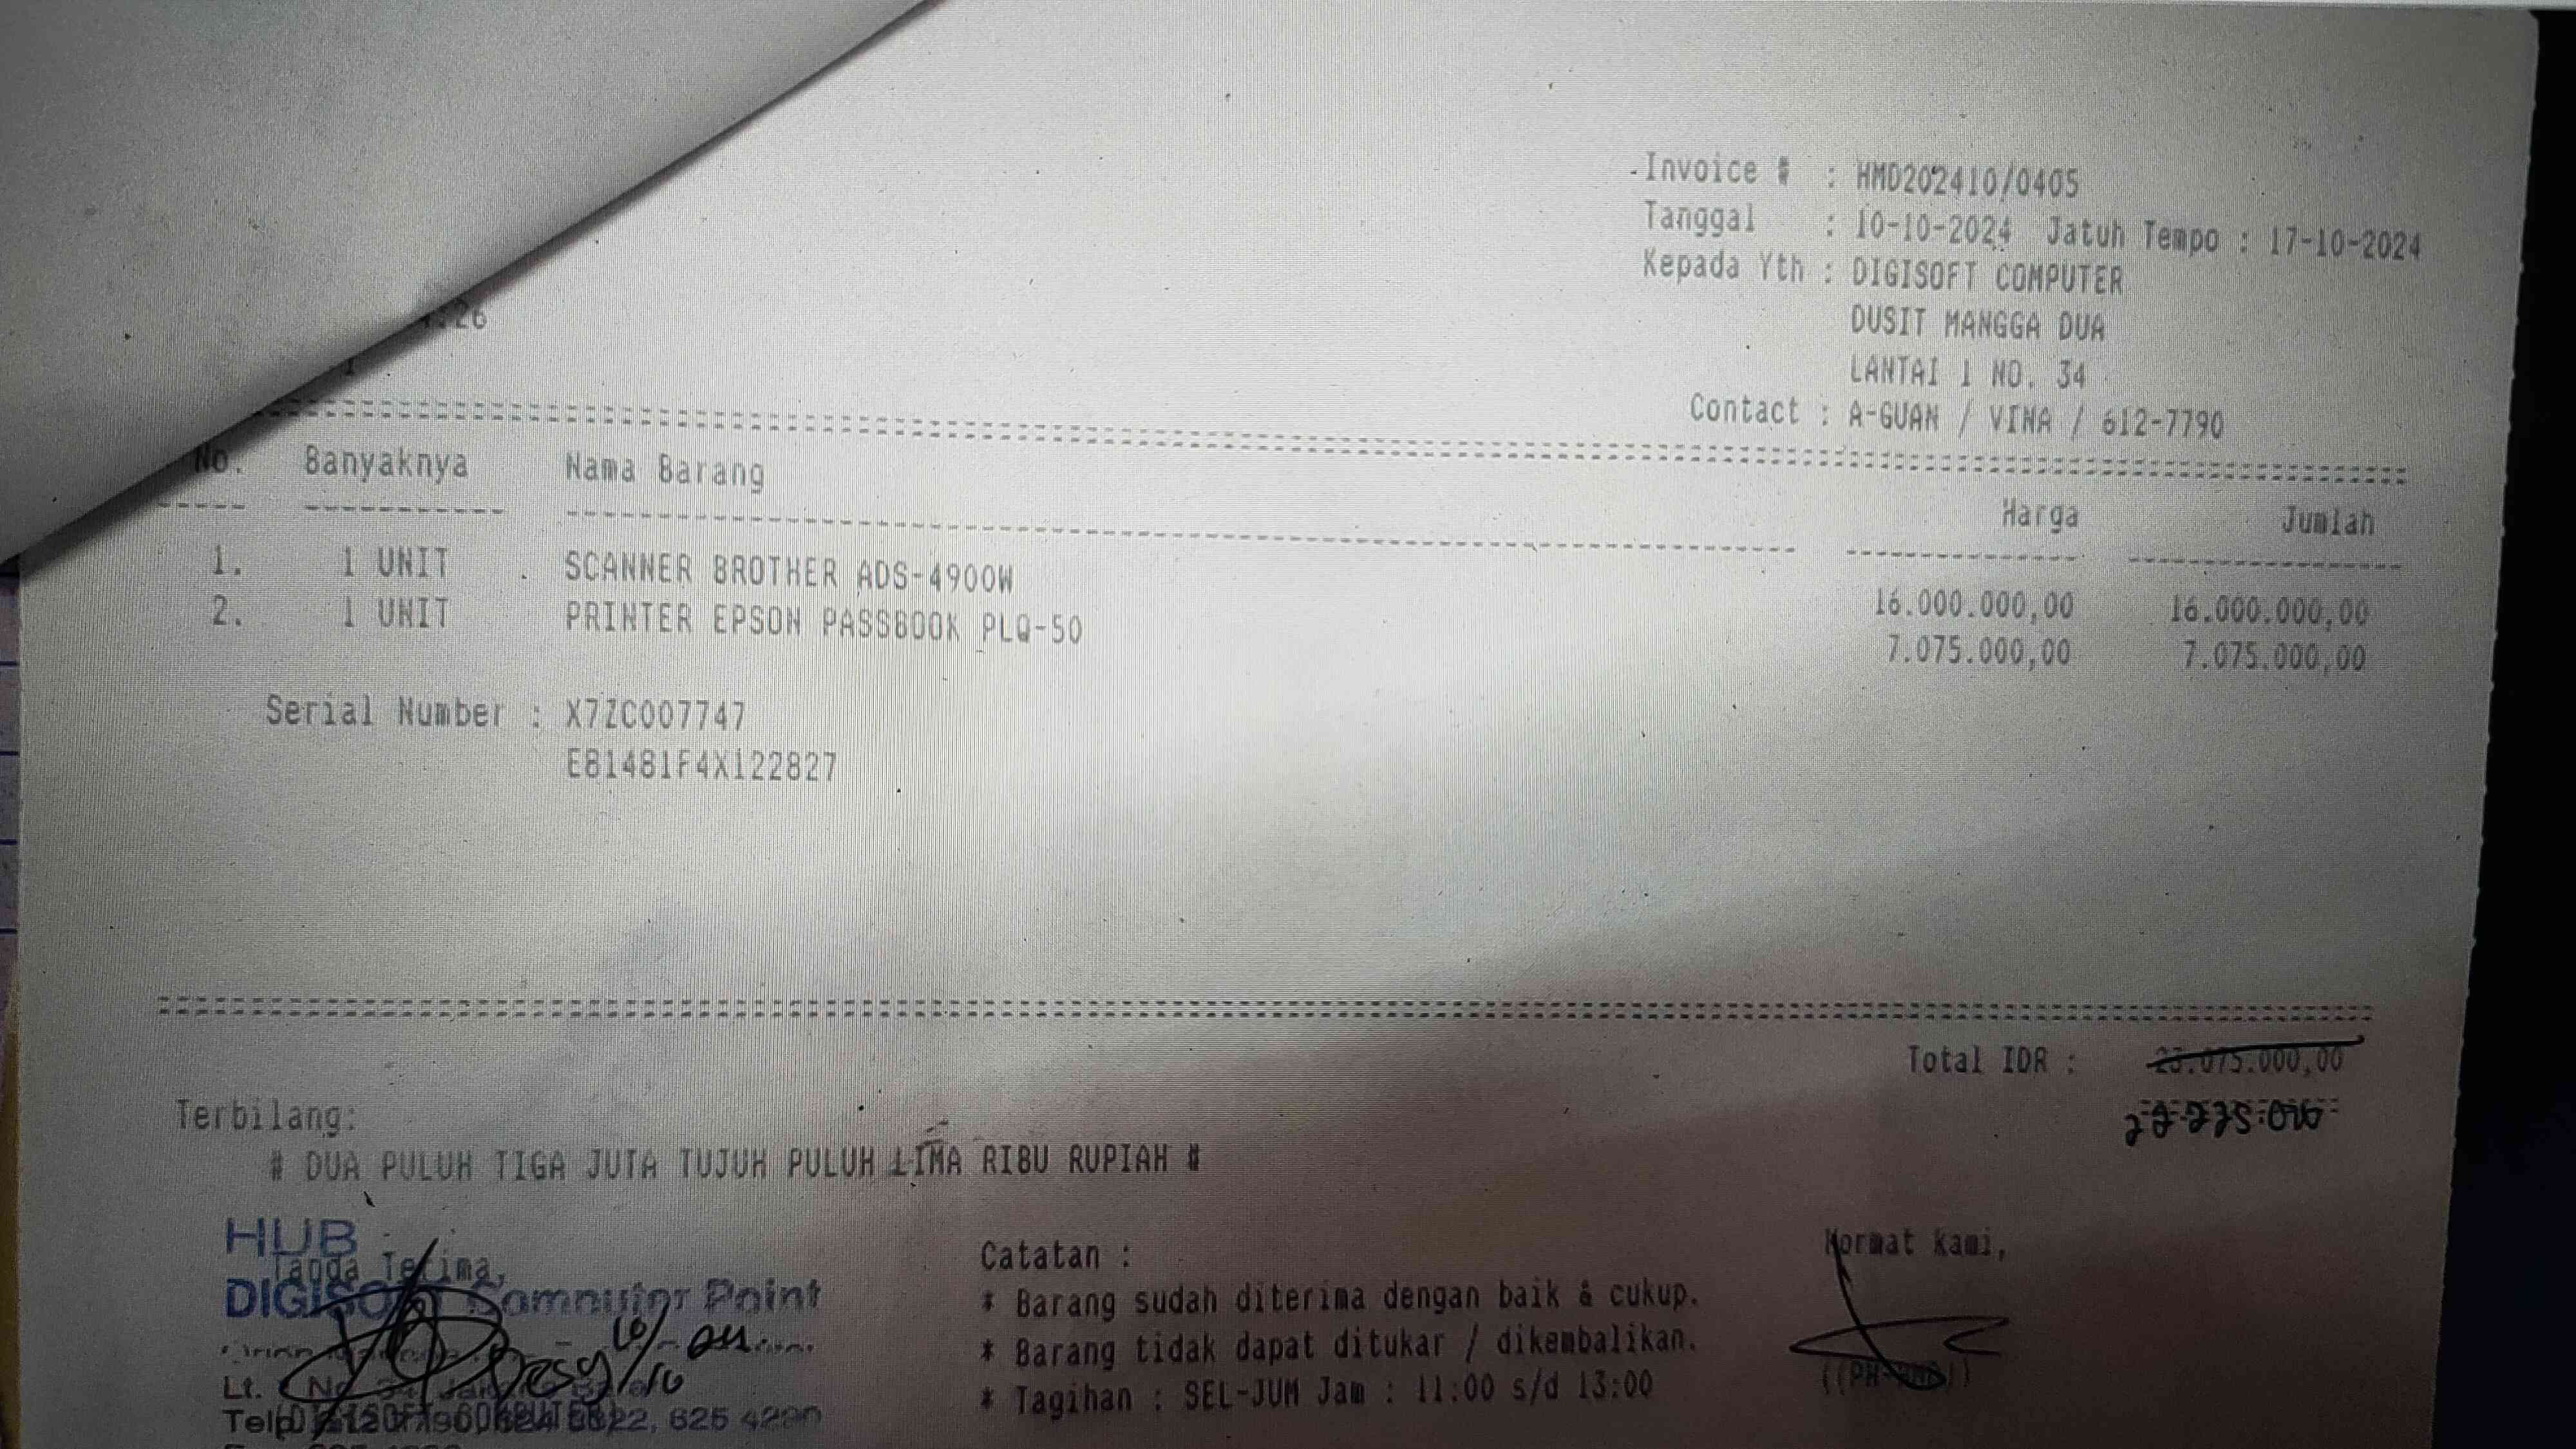 Invoice # : HMD202410/0405
Tanggal : 10-10-2024 Jatuh Tempo : 17-10-2024
Kepada Yth : DIGISOFT COMPUTER
DUSIT MANGGA DUA
LANTAI 1 NO. 34
Contact : A-GUAN / VINA / 612-7790
No. Banyaknya Nama Barang Harga Jumlah
1. 1 UNIT SCANNER BROTHER ADS-4900W 16.000.000,00 16.000.000,00
2. 1 UNIT PRINTER EPSON PASSBOOK PLQ-50 7.075.000,00 7.075.000,00
Serial Number : X7ZC007747
E81481F4X122827
Total IDR : 23.075.000,00
Terbilang:
# DUA PULUH TIGA JUTA TUJUH PULUH LIMA RIBU RUPIAH #
HUB
Tanda Terima,
DIGISOFT Computer Point
Lt.
Telp
Catatan :
* Barang sudah diterima dengan baik & cukup.
* Barang tidak dapat ditukar / dikembalikan.
* Tagihan : SEL-JUM Jam : 11:00 s/d 13:00
Hormat kami,